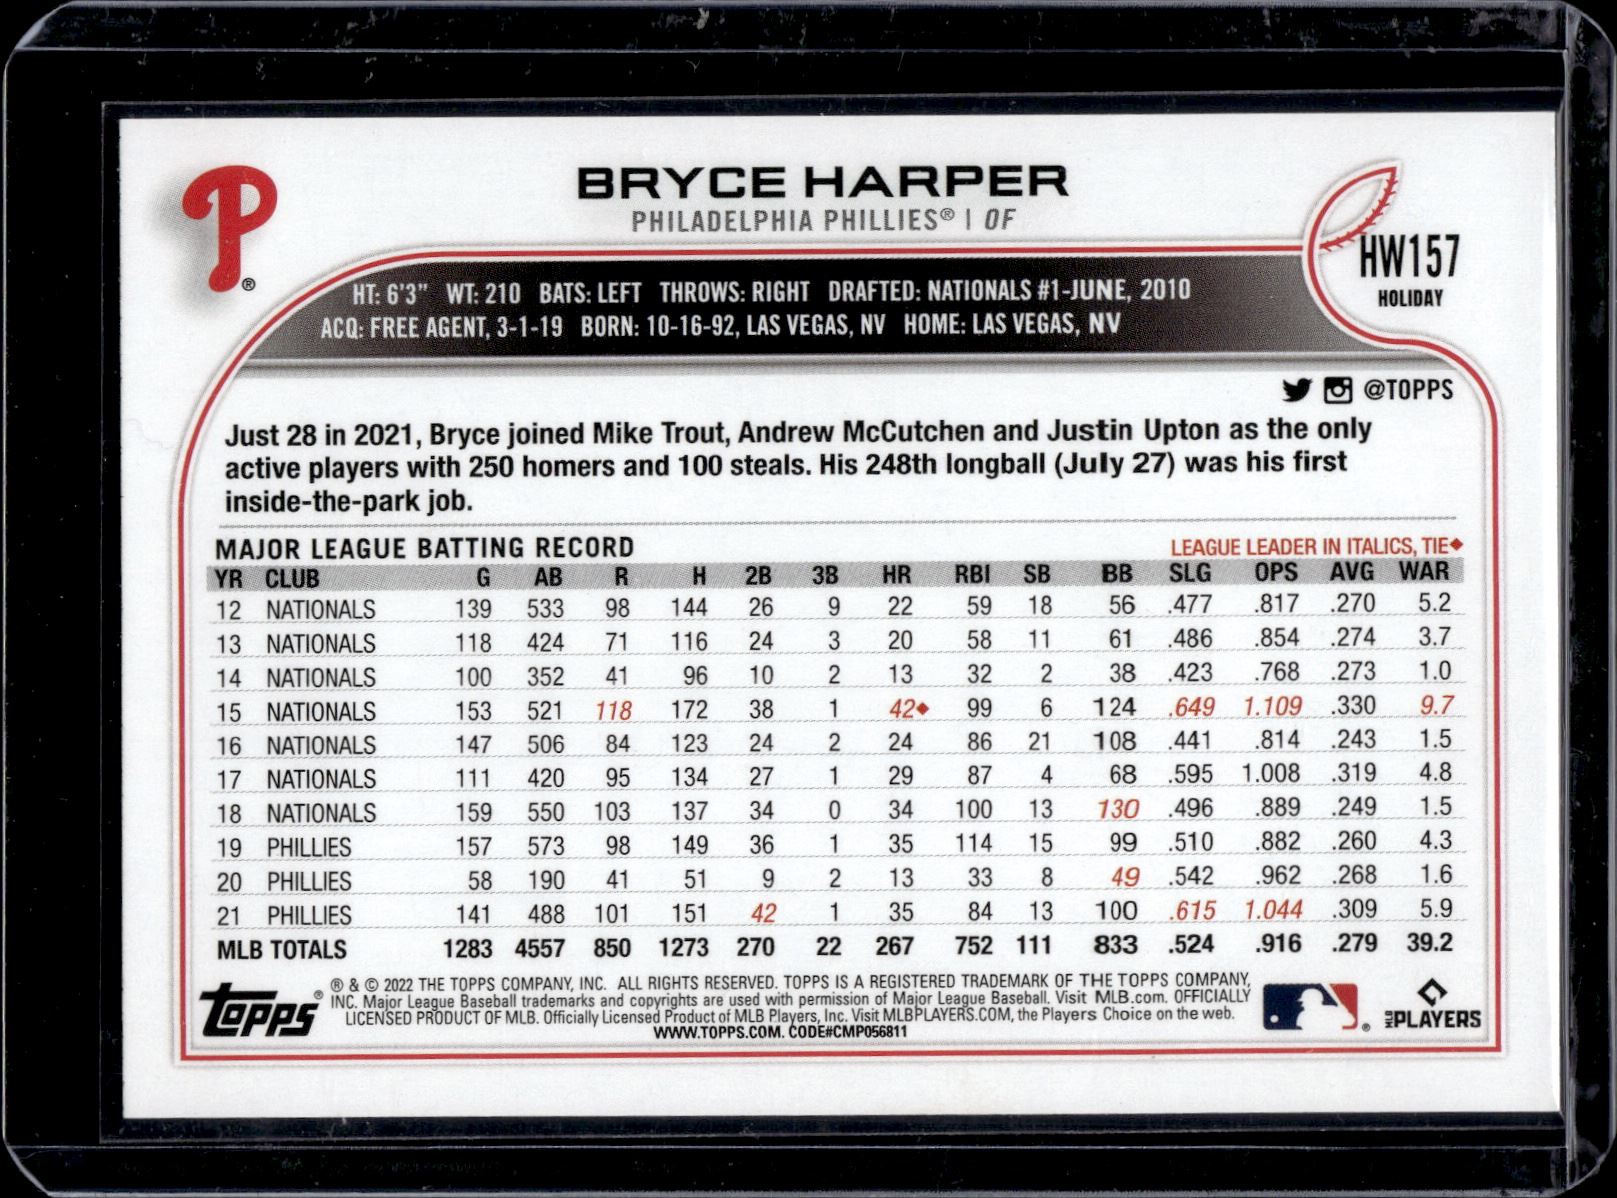 P®
BRYCE HARPER
PHILADELPHIA PHILLIES® | OF
HW157
HOLIDAY
HT: 6'3" WT: 210 BATS: LEFT THROWS: RIGHT DRAFTED: NATIONALS #1-JUNE, 2010
ACQ: FREE AGENT, 3-1-19 BORN: 10-16-92, LAS VEGAS, NV HOME: LAS VEGAS, NV
@TOPPS
Just 28 in 2021, Bryce joined Mike Trout, Andrew McCutchen and Justin Upton as the only
active players with 250 homers and 100 steals. His 248th longball (July 27) was his first
inside-the-park job.
MAJOR LEAGUE BATTING RECORD LEAGUE LEADER IN ITALICS, TIE◆
YR CLUB G AB R H 2B 3B HR RBI SB BB SLG OPS AVG WAR
12 NATIONALS 139 533 98 144 26 9 22 59 18 56 .477 .817 .270 5.2
13 NATIONALS 118 424 71 116 24 3 20 58 11 61 .486 .854 .274 3.7
14 NATIONALS 100 352 41 96 10 2 13 32 2 38 .423 .768 .273 1.0
15 NATIONALS 153 521 118 172 38 1 42◆ 99 6 124 .649 1.109 .330 9.7
16 NATIONALS 147 506 84 123 24 2 24 86 21 108 .441 .814 .243 1.5
17 NATIONALS 111 420 95 134 27 1 29 87 4 68 .595 1.008 .319 4.8
18 NATIONALS 159 550 103 137 34 0 34 100 13 130 .496 .889 .249 1.5
19 PHILLIES 157 573 98 149 36 1 35 114 15 99 .510 .882 .260 4.3
20 PHILLIES 58 190 41 51 9 2 13 33 8 49 .542 .962 .268 1.6
21 PHILLIES 141 488 101 151 42 1 35 84 13 100 .615 1.044 .309 5.9
MLB TOTALS 1283 4557 850 1273 270 22 267 752 111 833 .524 .916 .279 39.2
topps®
® & © 2022 THE TOPPS COMPANY, INC. ALL RIGHTS RESERVED. TOPPS IS A REGISTERED TRADEMARK OF THE TOPPS COMPANY,
INC. Major League Baseball trademarks and copyrights are used with permission of Major League Baseball. Visit MLB.com. OFFICIALLY
LICENSED PRODUCT OF MLB. Officially Licensed Product of MLB Players, Inc. Visit MLBPLAYERS.COM, the Players Choice on the web.
WWW.TOPPS.COM. CODE#CMP056811
®
MLB PLAYERS